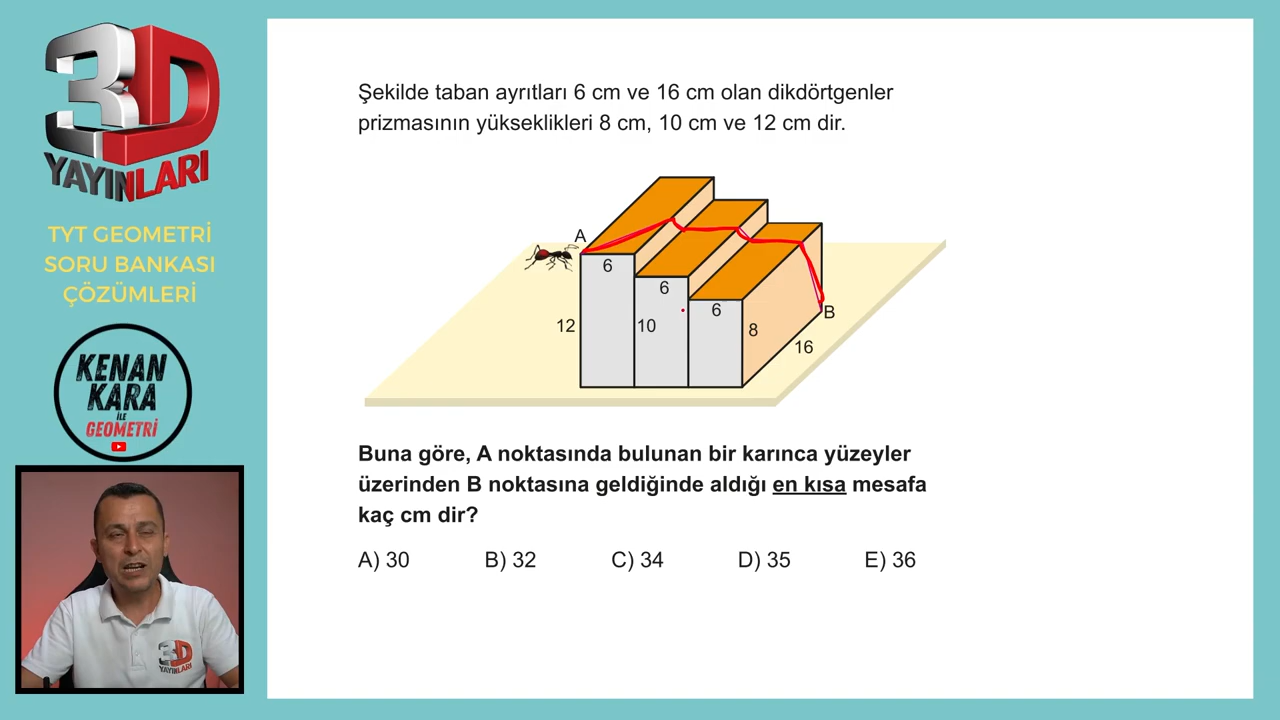 3D
YAYINLARI
TYT GEOMETRİ
SORU BANKASI
ÇÖZÜMLERİ
KENAN
KARA
İLE
GEOMETRİ
3D
YAYINLARI
Şekilde taban ayrıtları 6 cm ve 16 cm olan dikdörtgenler
prizmasının yükseklikleri 8 cm, 10 cm ve 12 cm dir.
A
6
6
6
12
10
8
B
16
Buna göre, A noktasında bulunan bir karınca yüzeyler
üzerinden B noktasına geldiğinde aldığı en kısa mesafa
kaç cm dir?
A) 30 B) 32 C) 34 D) 35 E) 36